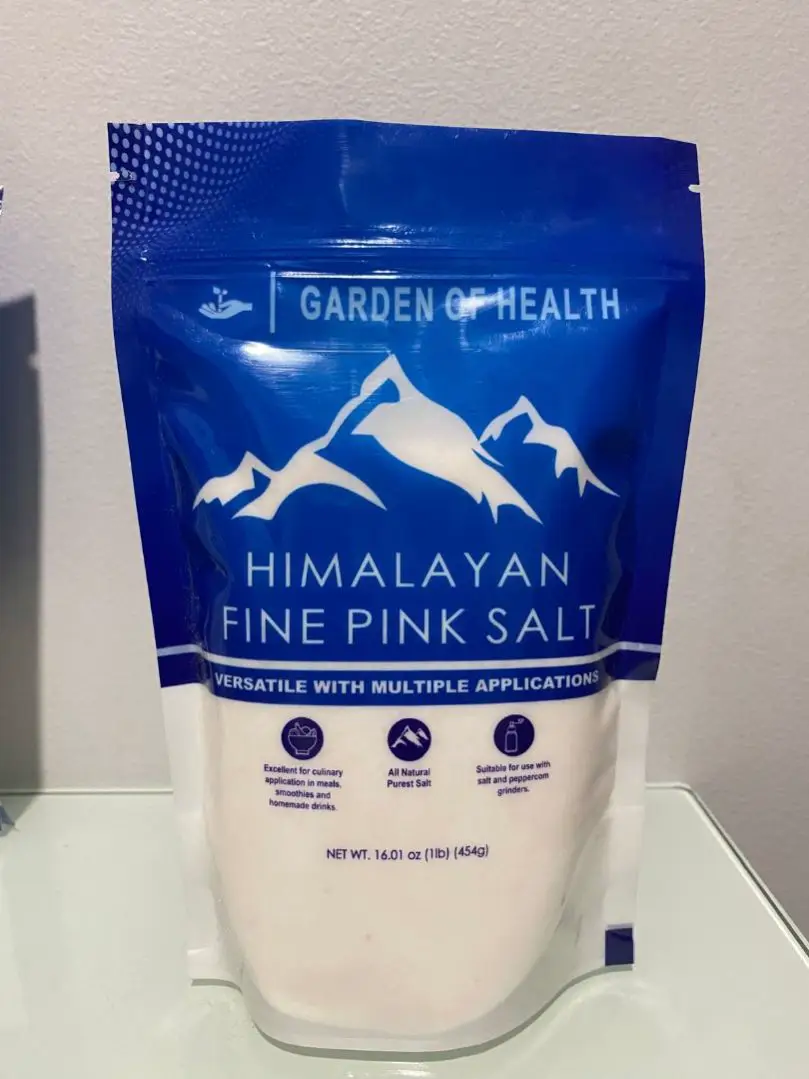 GARDEN OF HEALTH
HIMALAYAN
FINE PINK SALT
VERSATILE WITH MULTIPLE APPLICATIONS
Excellent for culinary
application in meals,
smoothies and
homemade drinks.
All Natural
Purest Salt
Suitable for use with
salt and peppercorn
grinders.
NET WT. 16.01 oz (1lb) (454g)